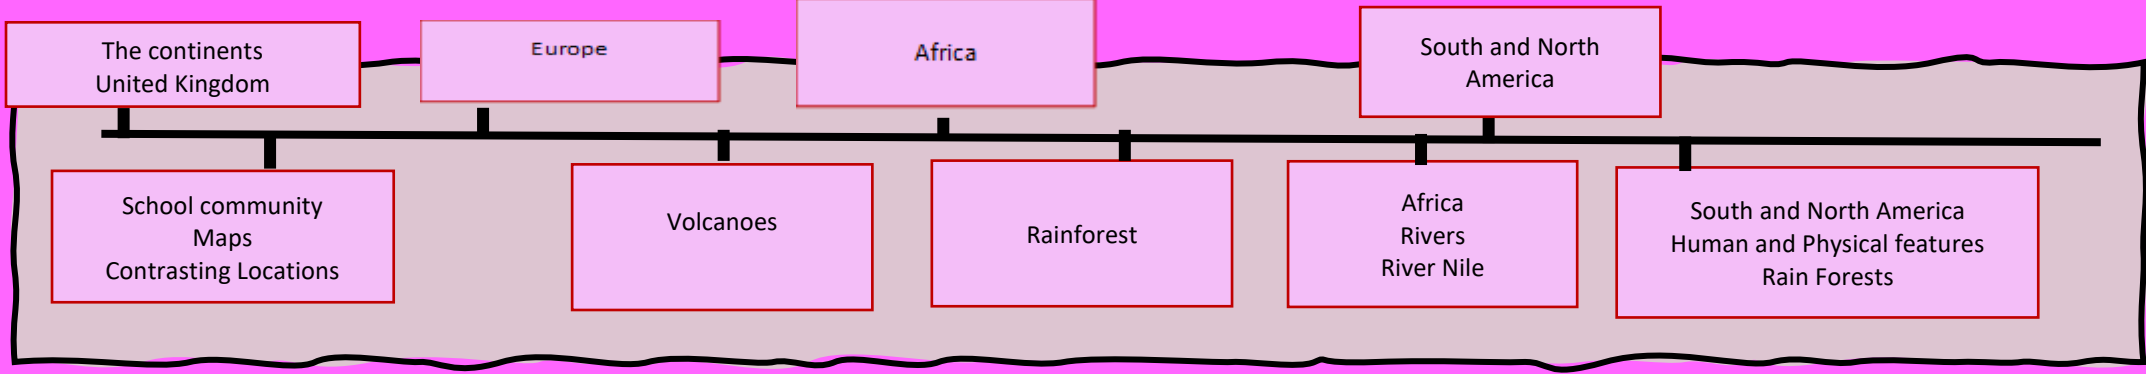 The continents
United Kingdom
Europe
Africa
South and North
America
School community
Maps
Contrasting Locations
Volcanoes
Rainforest
Africa
Rivers
River Nile
South and North America
Human and Physical features
Rain Forests